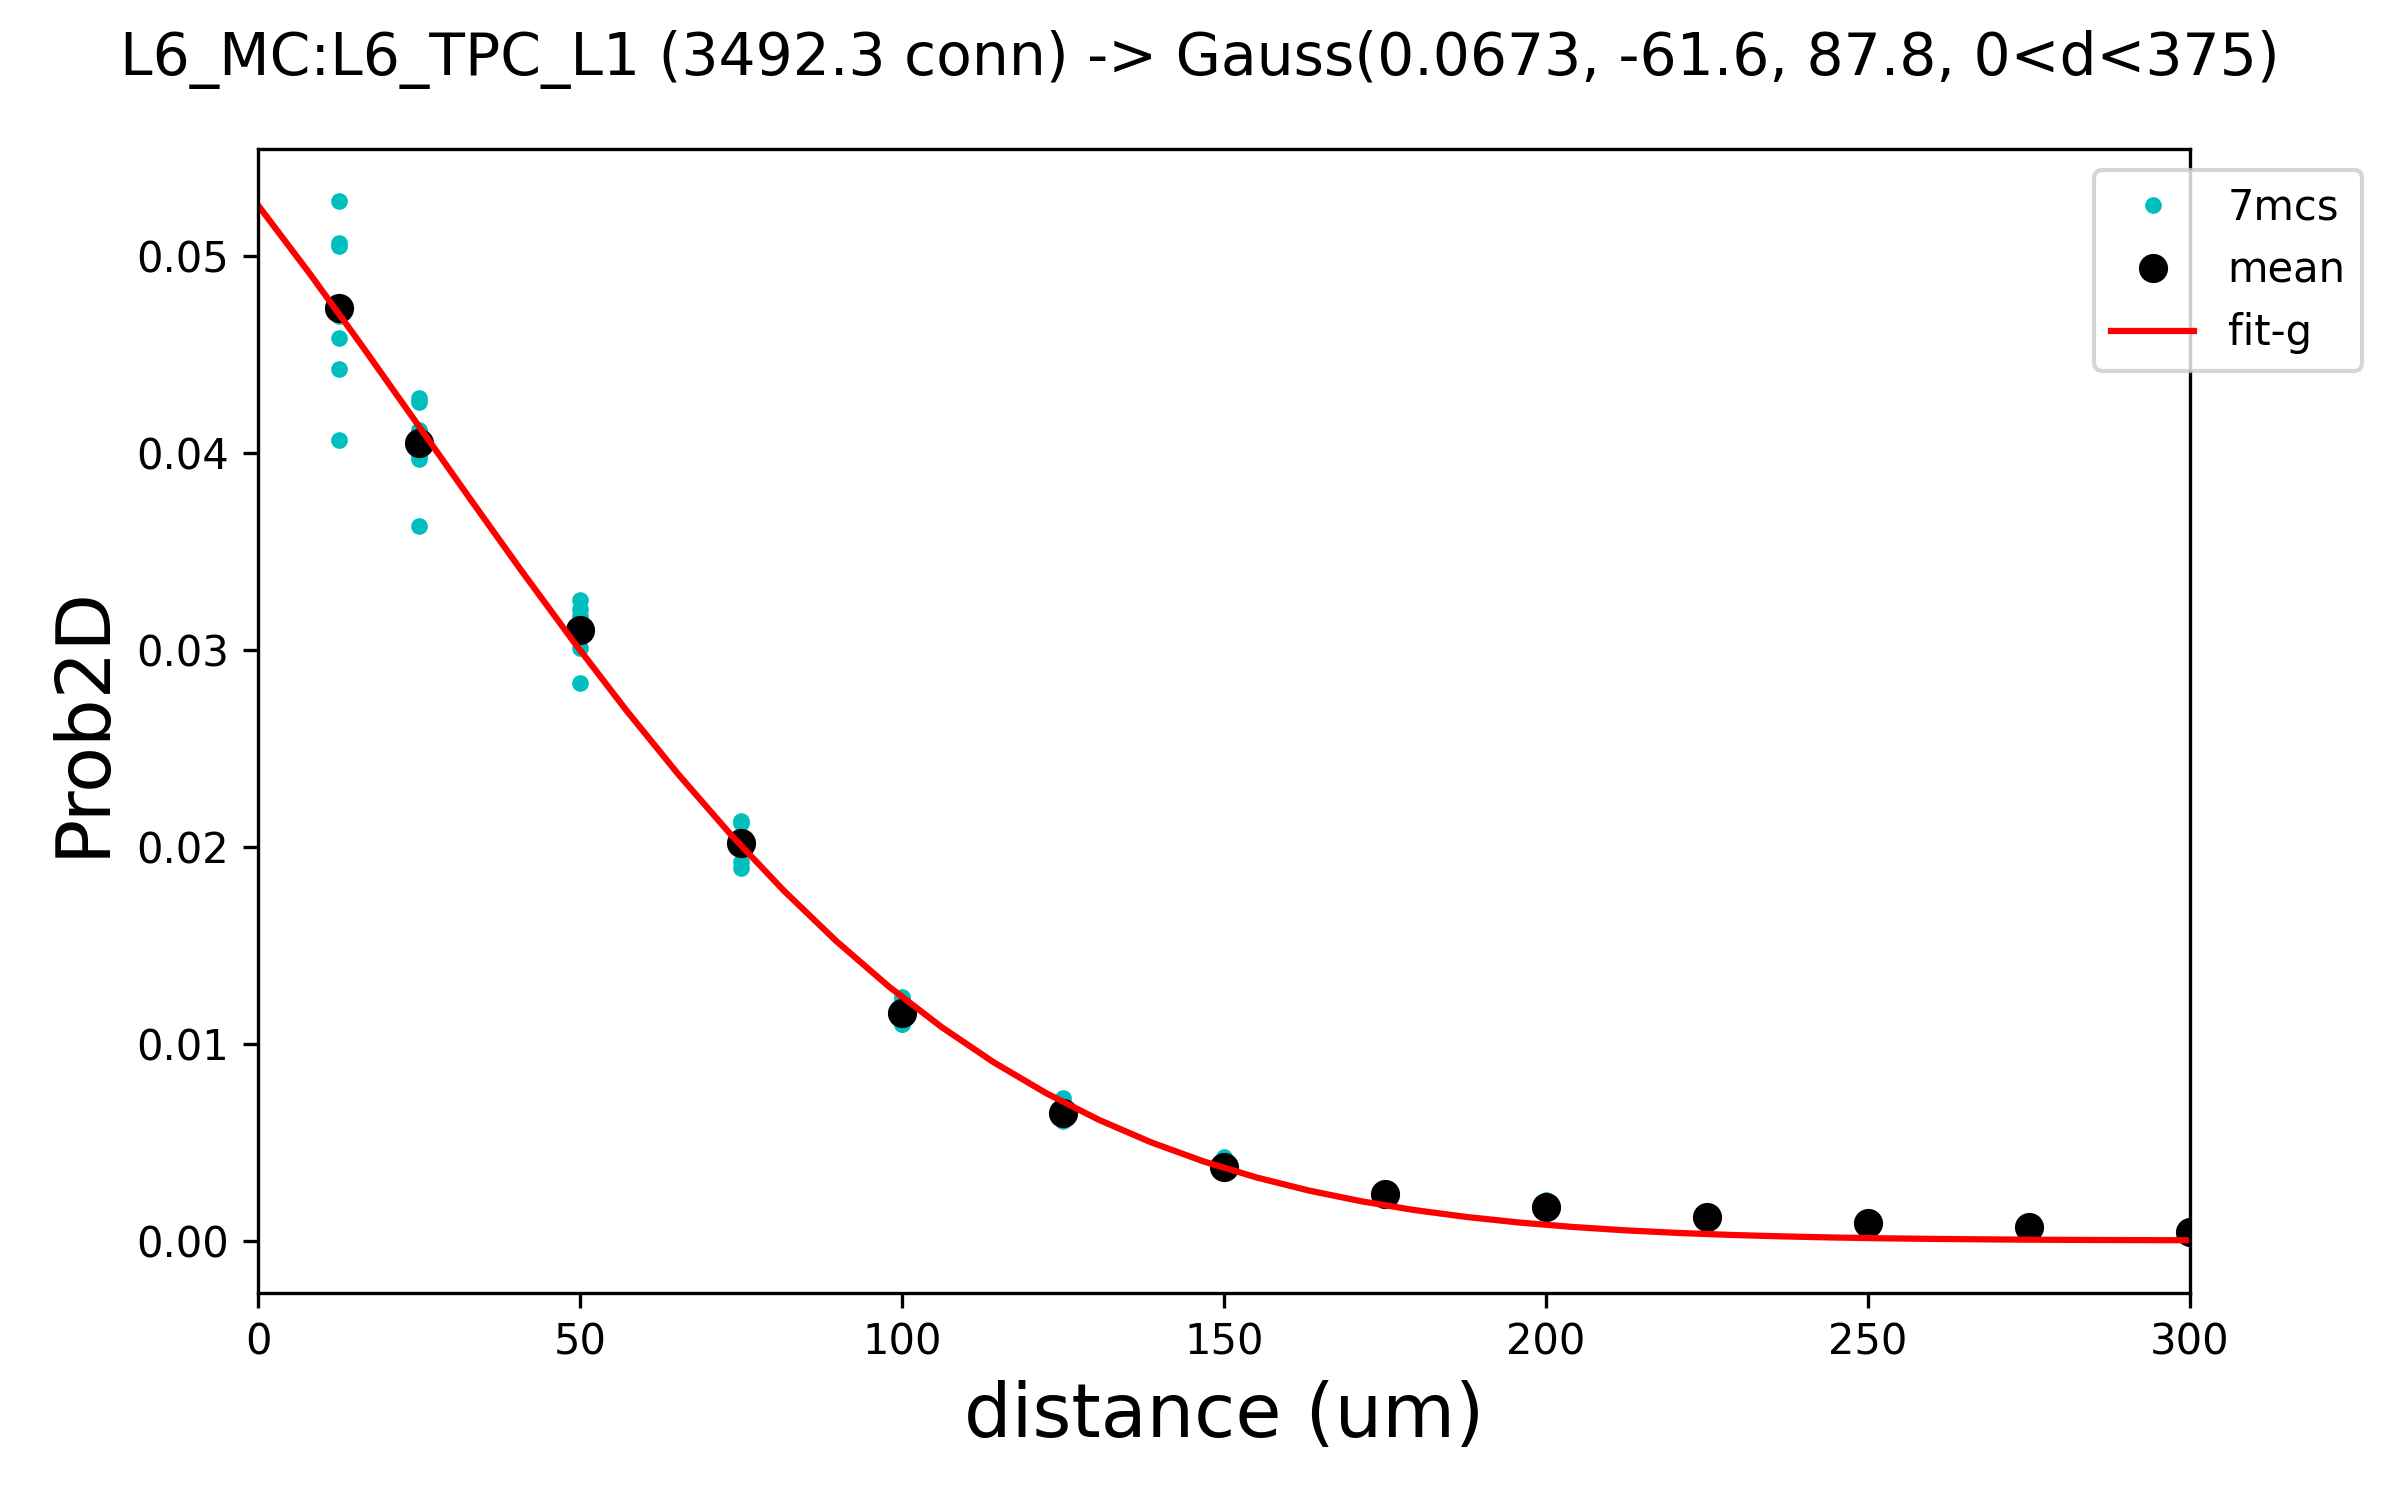 L6_MC:L6_TPC_L1 (3492.3 conn) -> Gauss(0.0673, -61.6, 87.8, 0<d<375)
7mcs
mean
fit-g
0.05
0.04
0.03
0.02
0.01
0.00
Prob2D
0 50 100 150 200 250 300
distance (um)